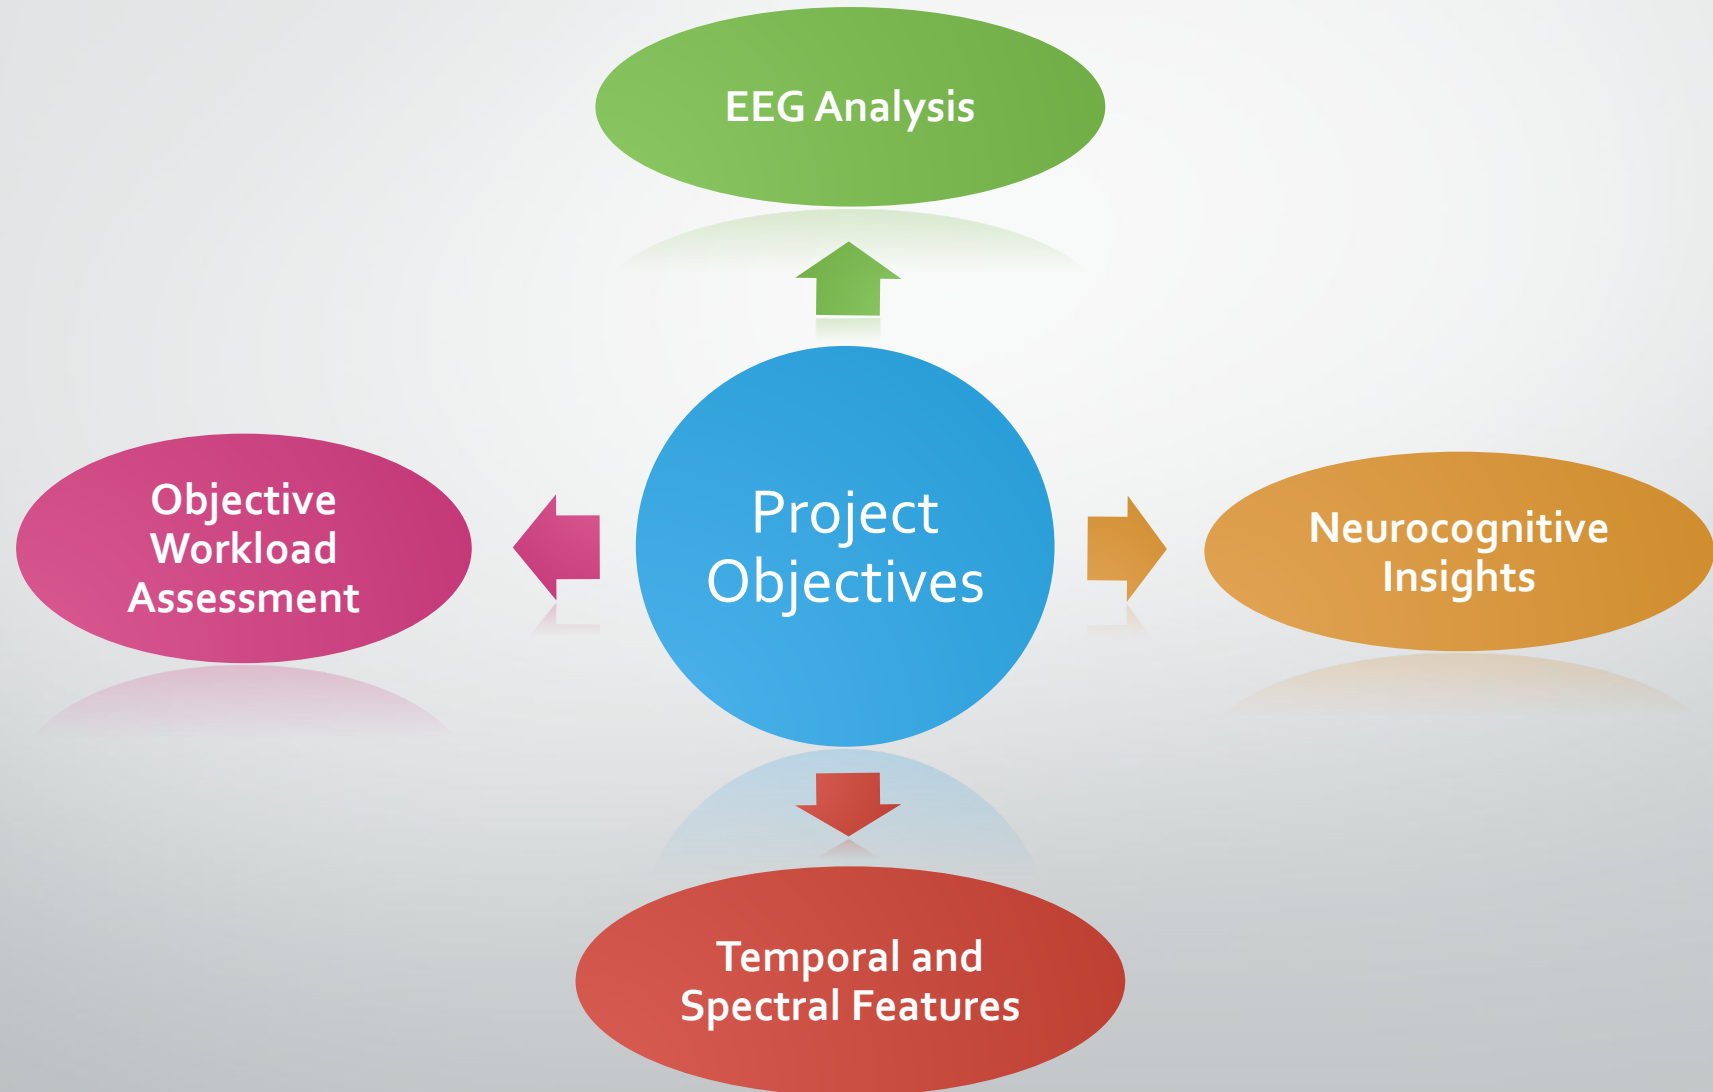 EEG Analysis
Objective
Workload
Assessment
Project
Objectives
Neurocognitive
Insights
Temporal and
Spectral Features